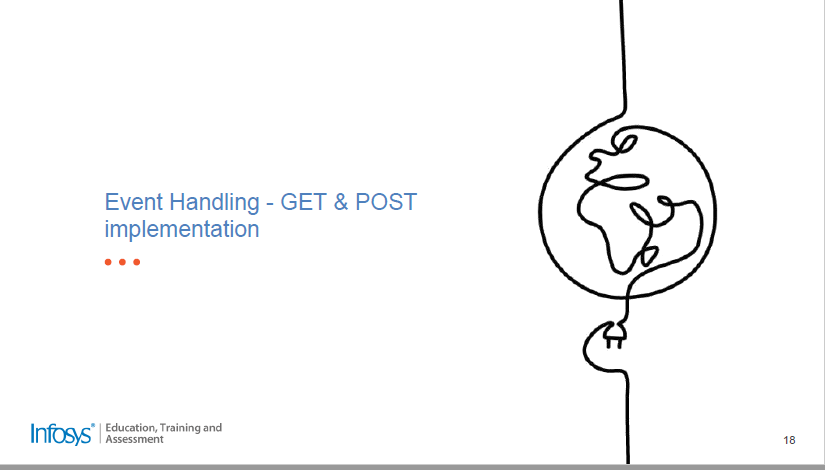 Event Handling - GET & POST
implementation
Infosys®
Education, Training and
Assessment
18